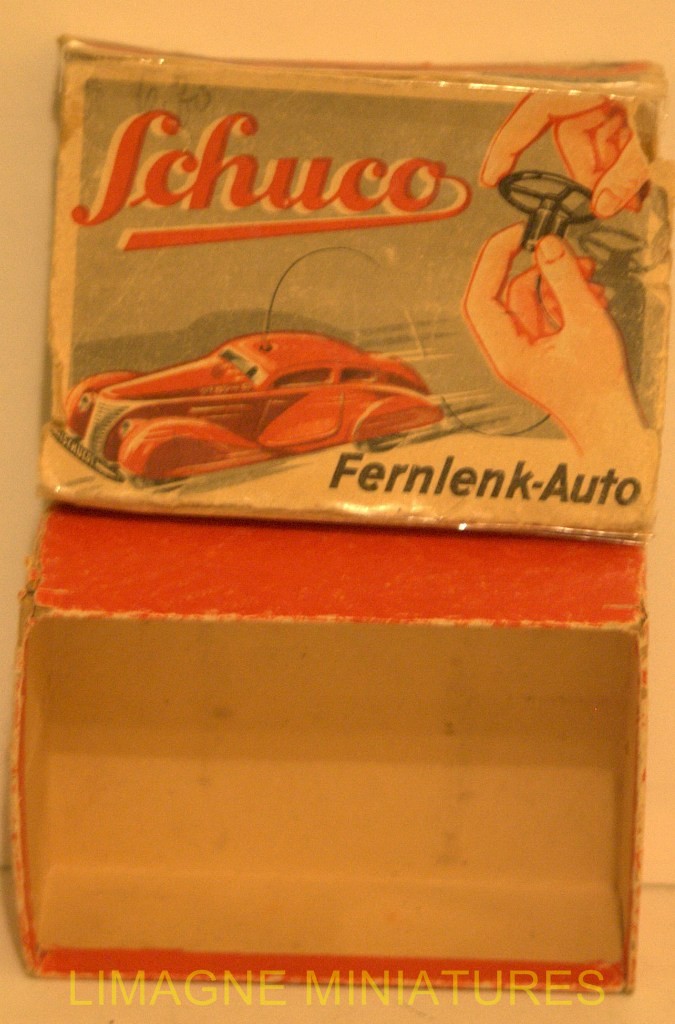 Schuco
Fernlenk-Auto
LIMAGNE MINIATURES